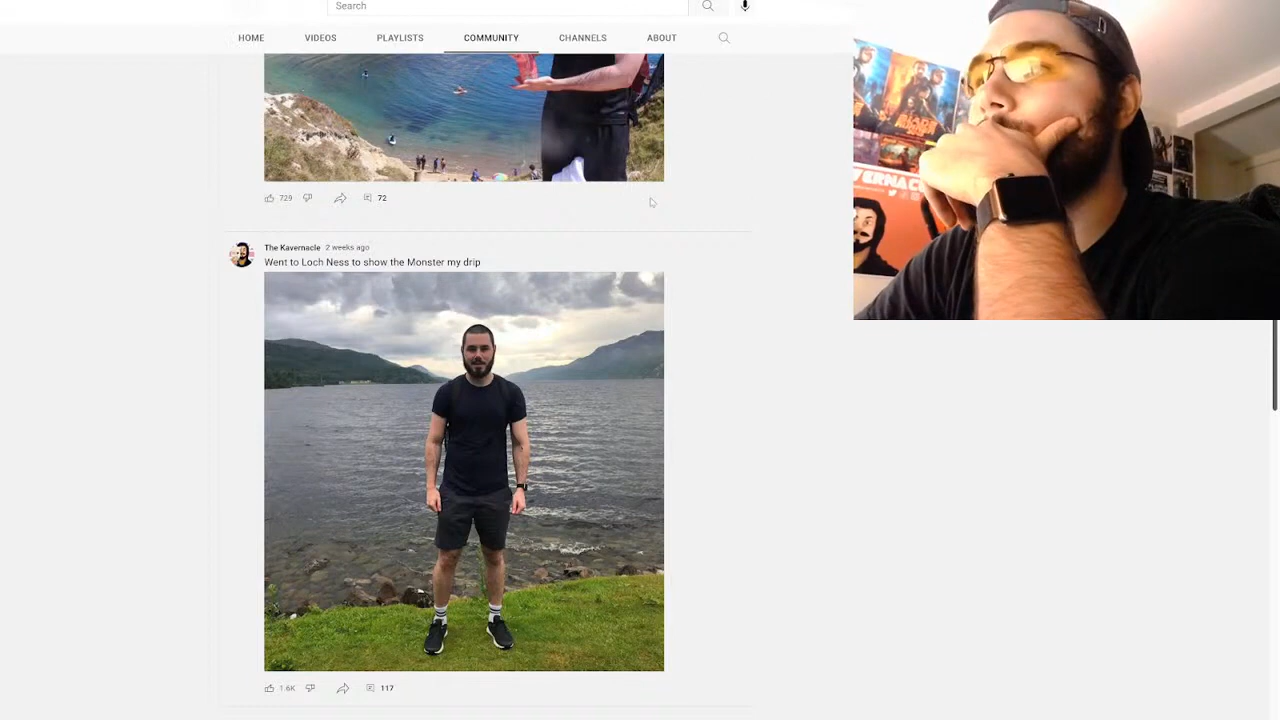 Search
HOME VIDEOS PLAYLISTS COMMUNITY CHANNELS ABOUT
729 72
The Kavernacle 2 weeks ago
Went to Loch Ness to show the Monster my drip
1.6K 117
VERNAC